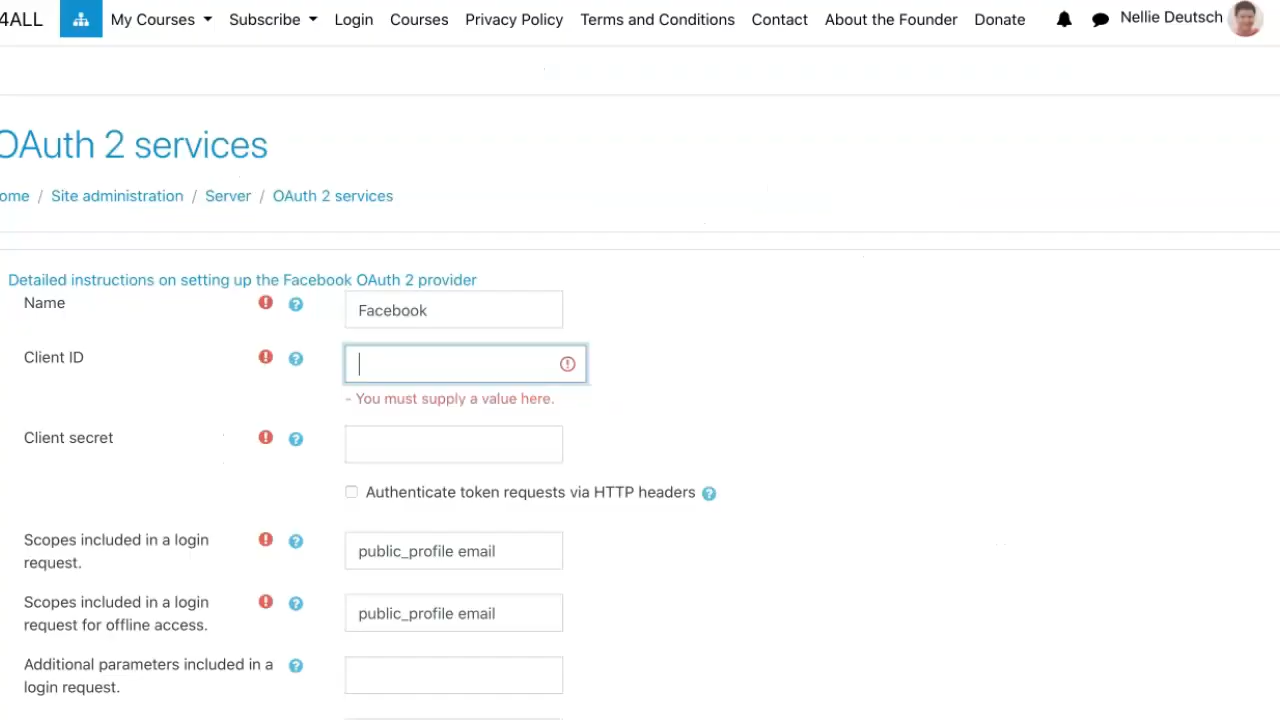 4ALL My Courses Subscribe Login Courses Privacy Policy Terms and Conditions Contact About the Founder Donate Nellie Deutsch
OAuth 2 services
ome / Site administration / Server / OAuth 2 services
Detailed instructions on setting up the Facebook OAuth 2 provider
Name Facebook
Client ID
- You must supply a value here.
Client secret
Authenticate token requests via HTTP headers
Scopes included in a login request. public_profile email
Scopes included in a login request for offline access. public_profile email
Additional parameters included in a login request.